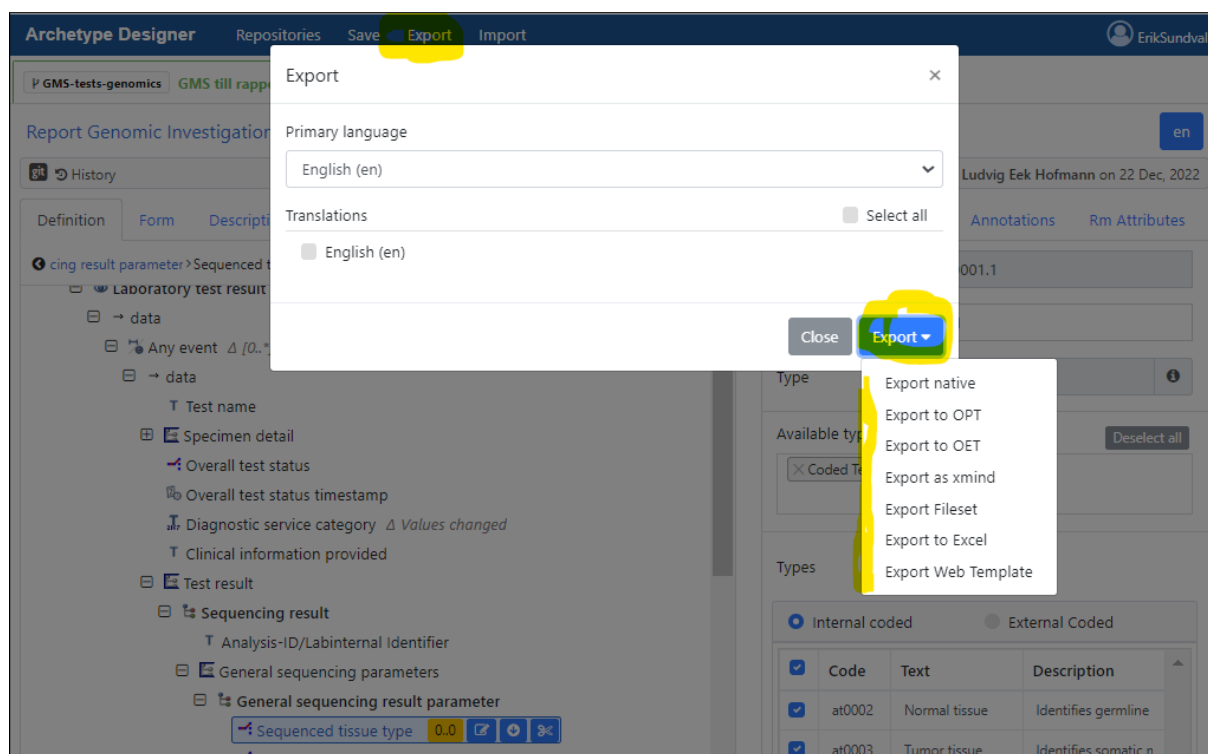 Archetype Designer Repositories Save Export Import ErikSundval
GMS-tests-genomics GMS till rapp
Export ×
Report Genomic Investigation
Primary language
en
English (en)
git History
Ludvig Eek Hofmann on 22 Dec, 2022
Definition Form Descripti
Translations Select all
Annotations Rm Attributes
English (en)
cing result parameter>Sequenced t
001.1
Laboratory test result
→ data
Any event Δ [0..*
→ data
Close Export
Export native
Export to OPT
Export to OET
Export as xmind
Export Fileset
Export to Excel
Export Web Template
Type
T Test name
Specimen detail
Available typ
Deselect all
Overall test status
Coded Te
Overall test status timestamp
Diagnostic service category Δ Values changed
T Clinical information provided
Types
Test result
Sequencing result
Internal coded External Coded
T Analysis-ID/Labinternal Identifier
General sequencing parameters
Code Text Description
General sequencing result parameter
at0002 Normal tissue Identifies germline
Sequenced tissue type 0..0
at0003 Tumor tissue Identifies somatic n